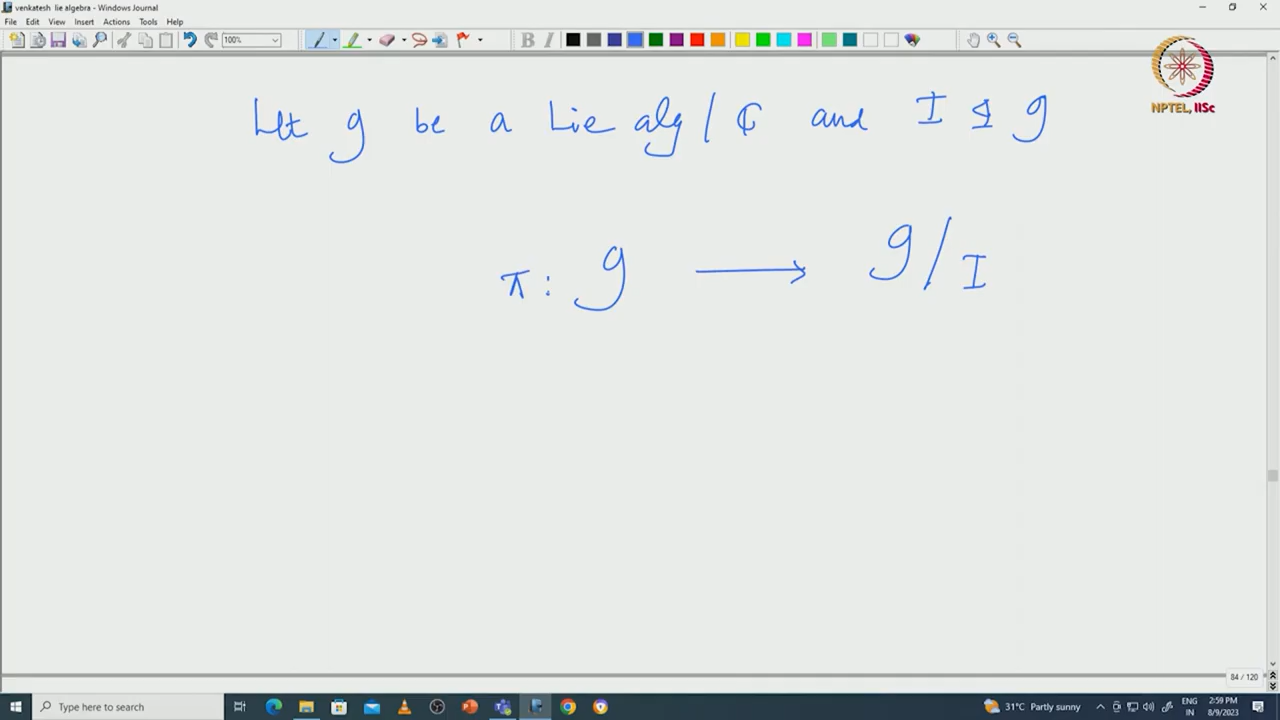 venkatesh lie algebra - Windows Journal
File Edit View Insert Actions Tools Help
100%
B I
NPTEL, IISc
Let g be a Lie alg / ℂ and I ⊴ g
π : g ⟶ g / I
84 / 120
Type here to search
31°C Partly sunny
ENG
IN
2:59 PM
8/9/2023